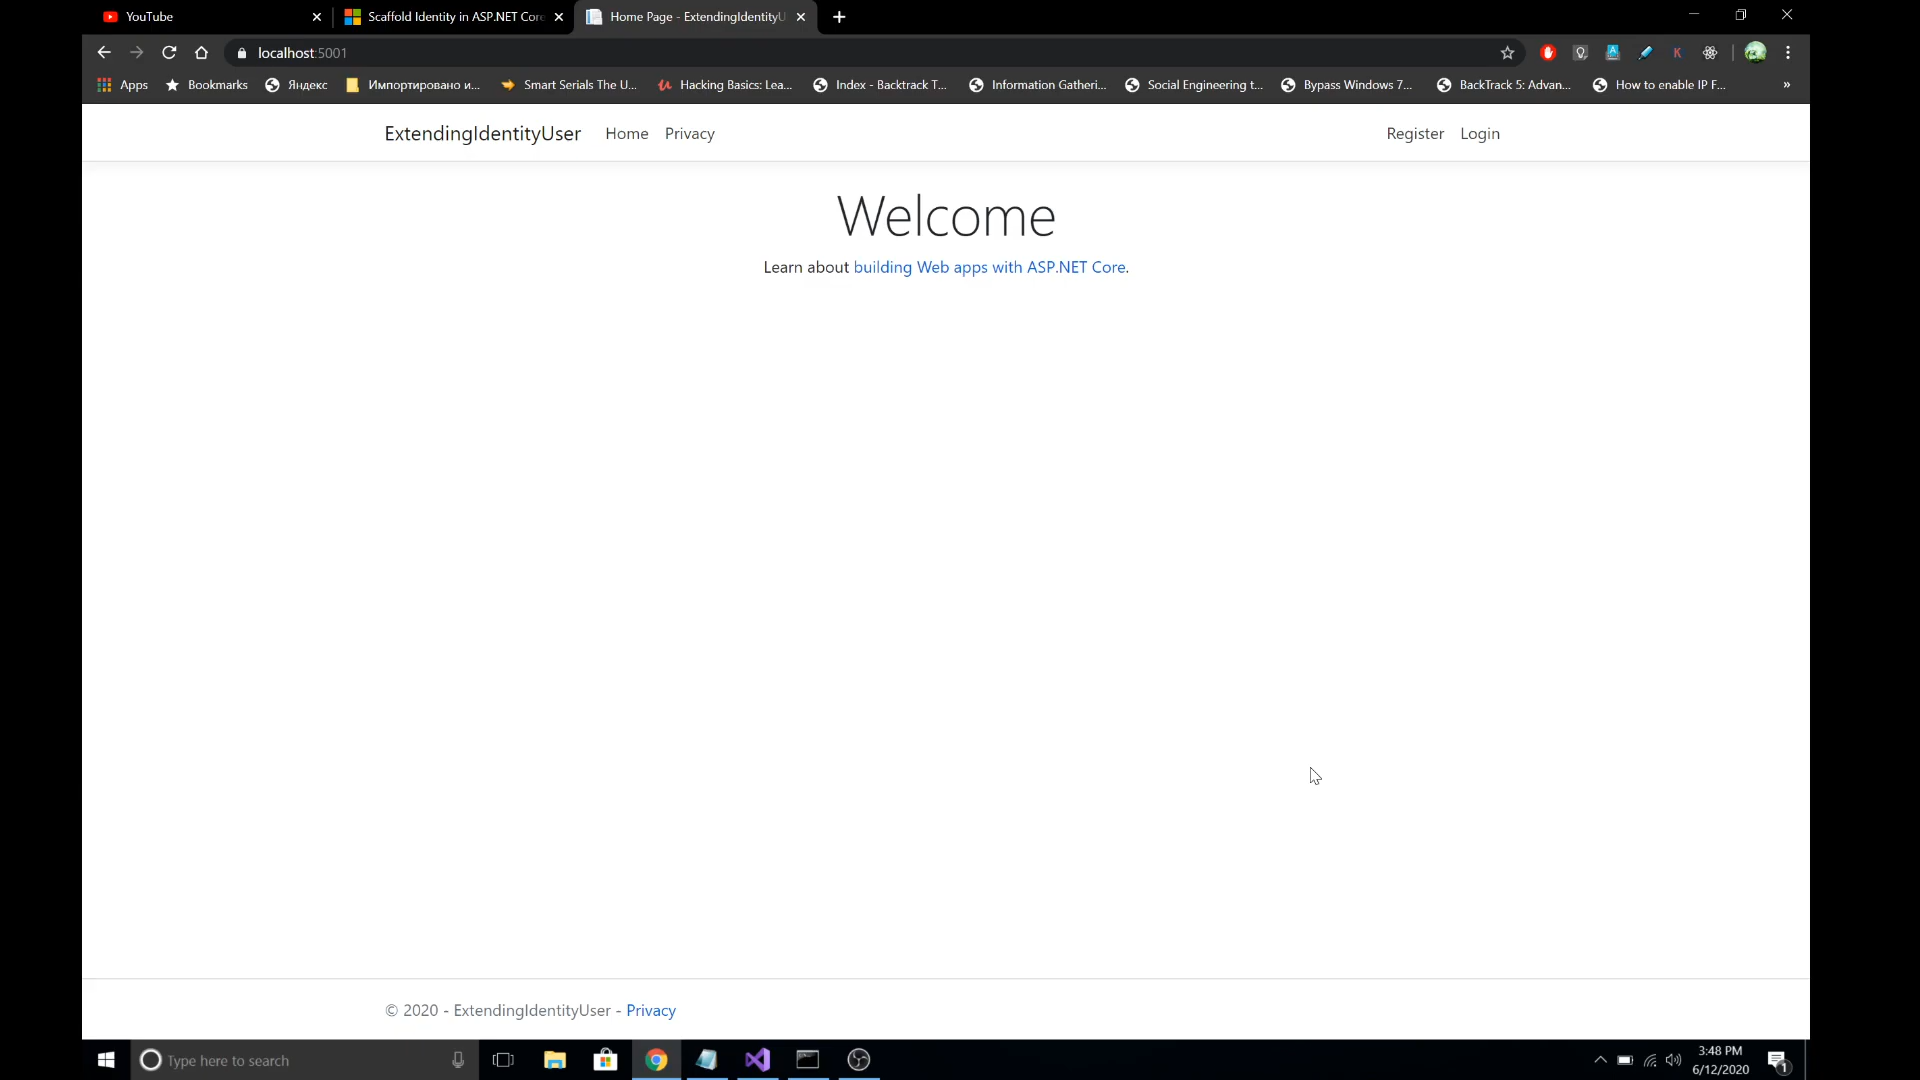 YouTube
Scaffold Identity in ASP.NET Core
Home Page - ExtendingIdentityU
localhost:5001
Apps
Bookmarks
Яндекс
Импортировано и...
Smart Serials The U...
Hacking Basics: Lea...
Index - Backtrack T...
Information Gatheri...
Social Engineering t...
Bypass Windows 7...
BackTrack 5: Advan...
How to enable IP F...
»
ExtendingIdentityUser
Home
Privacy
Register
Login
Welcome
Learn about building Web apps with ASP.NET Core.
© 2020 - ExtendingIdentityUser - Privacy
Type here to search
3:48 PM
6/12/2020
1